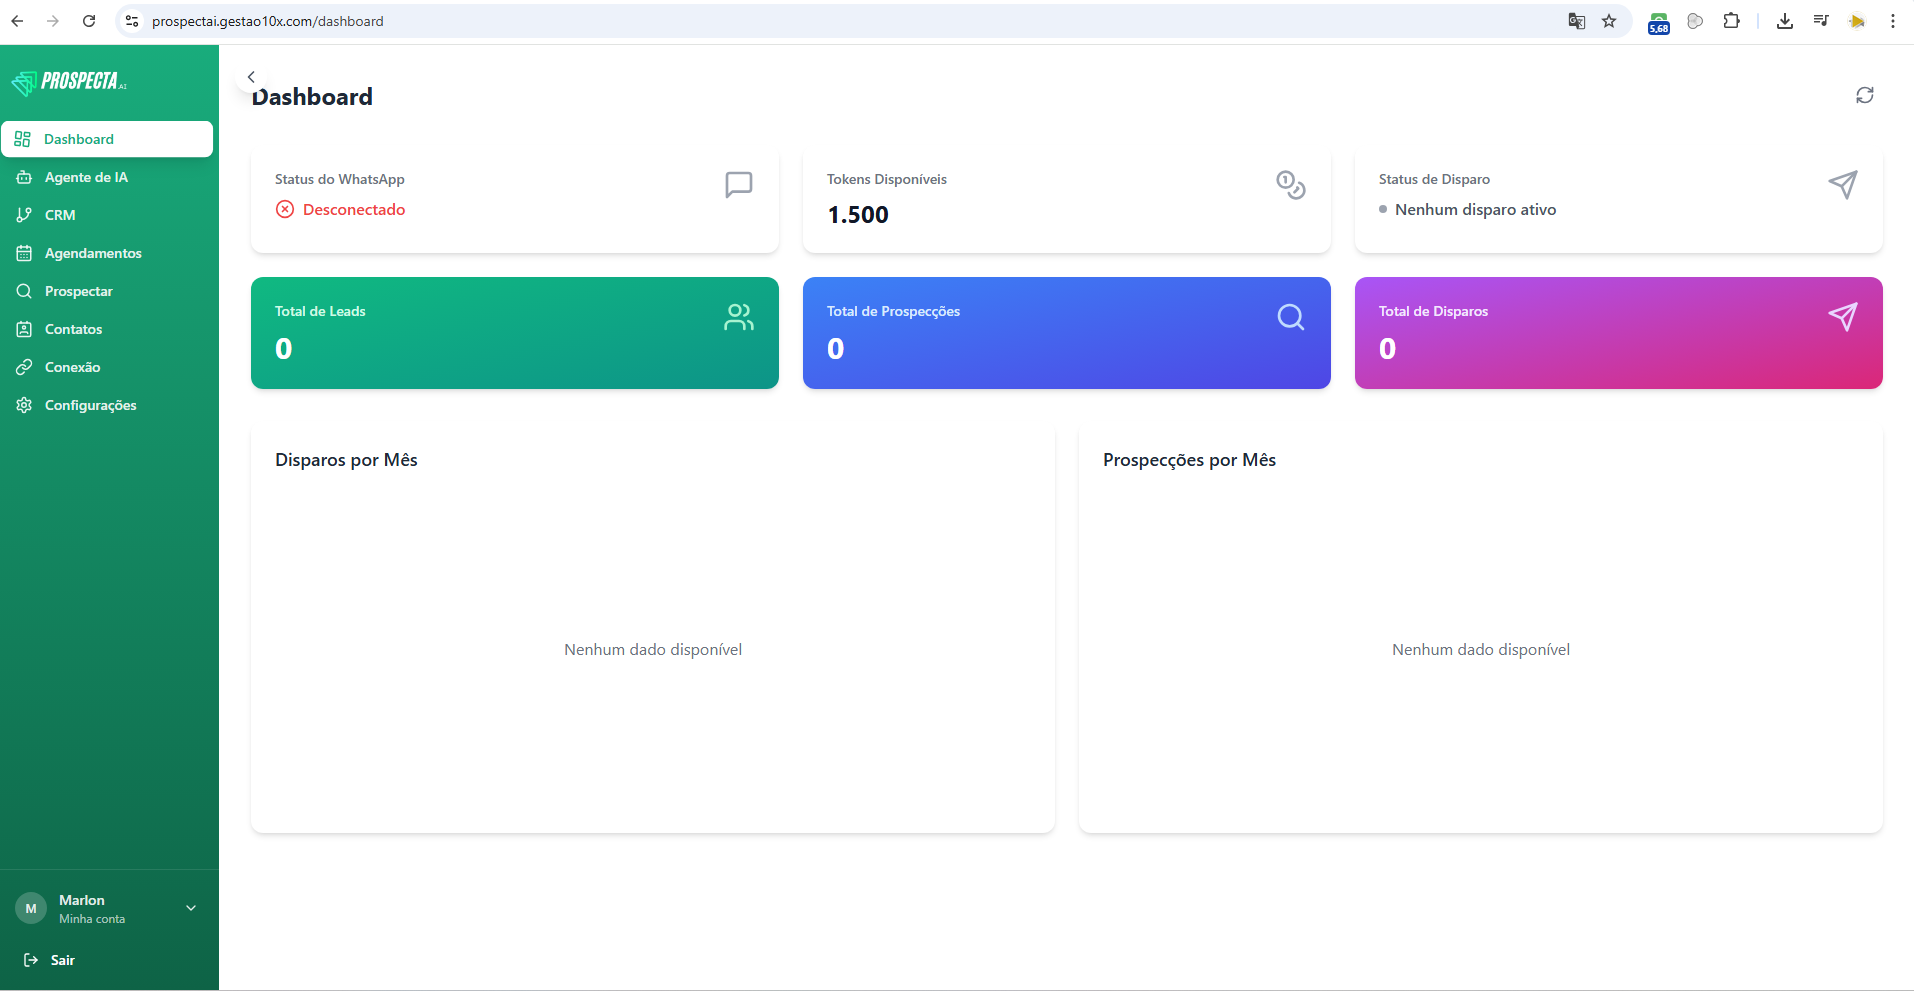 prospectai.gestao10x.com/dashboard
5,68
PROSPECTA.AI
Dashboard
Agente de IA
CRM
Agendamentos
Prospectar
Contatos
Conexão
Configurações
Marlon
M
Minha conta
Sair
Dashboard
Status do WhatsApp
Desconectado
Tokens Disponíveis
1.500
Status de Disparo
Nenhum disparo ativo
Total de Leads
0
Total de Prospecções
0
Total de Disparos
0
Disparos por Mês
Nenhum dado disponível
Prospecções por Mês
Nenhum dado disponível